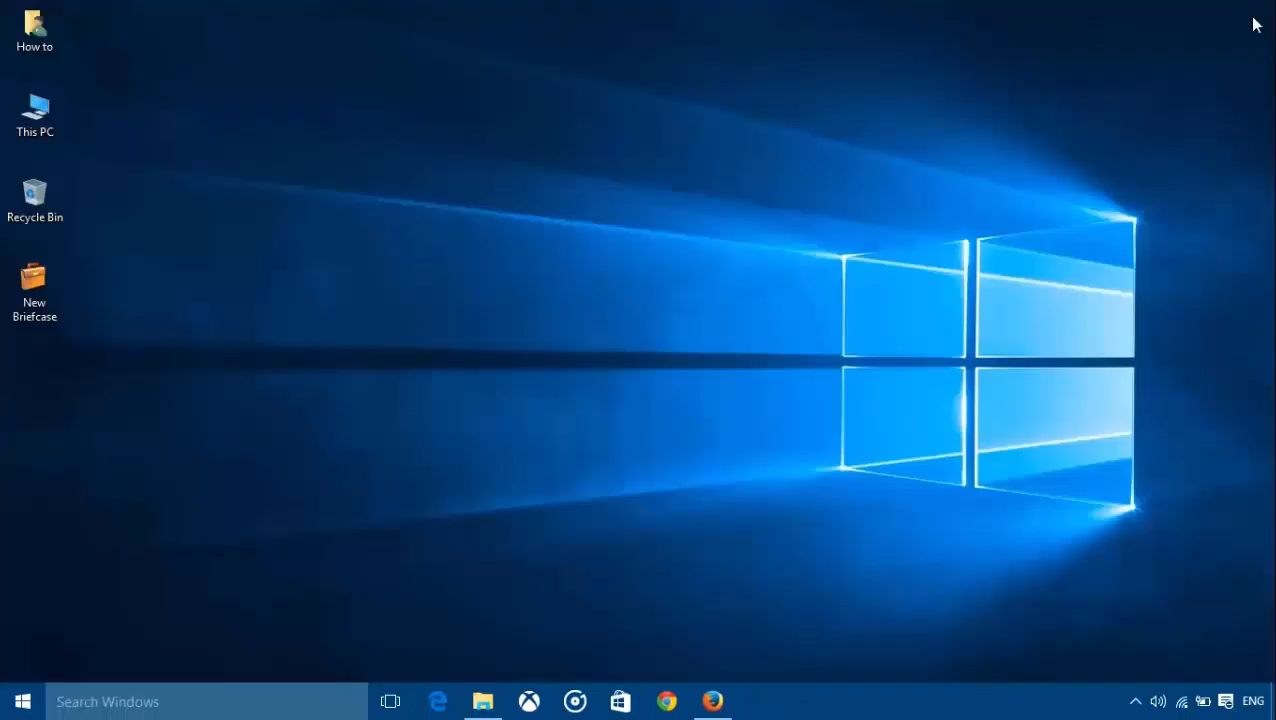 How to
This PC
Recycle Bin
New
Briefcase
Search Windows
ENG